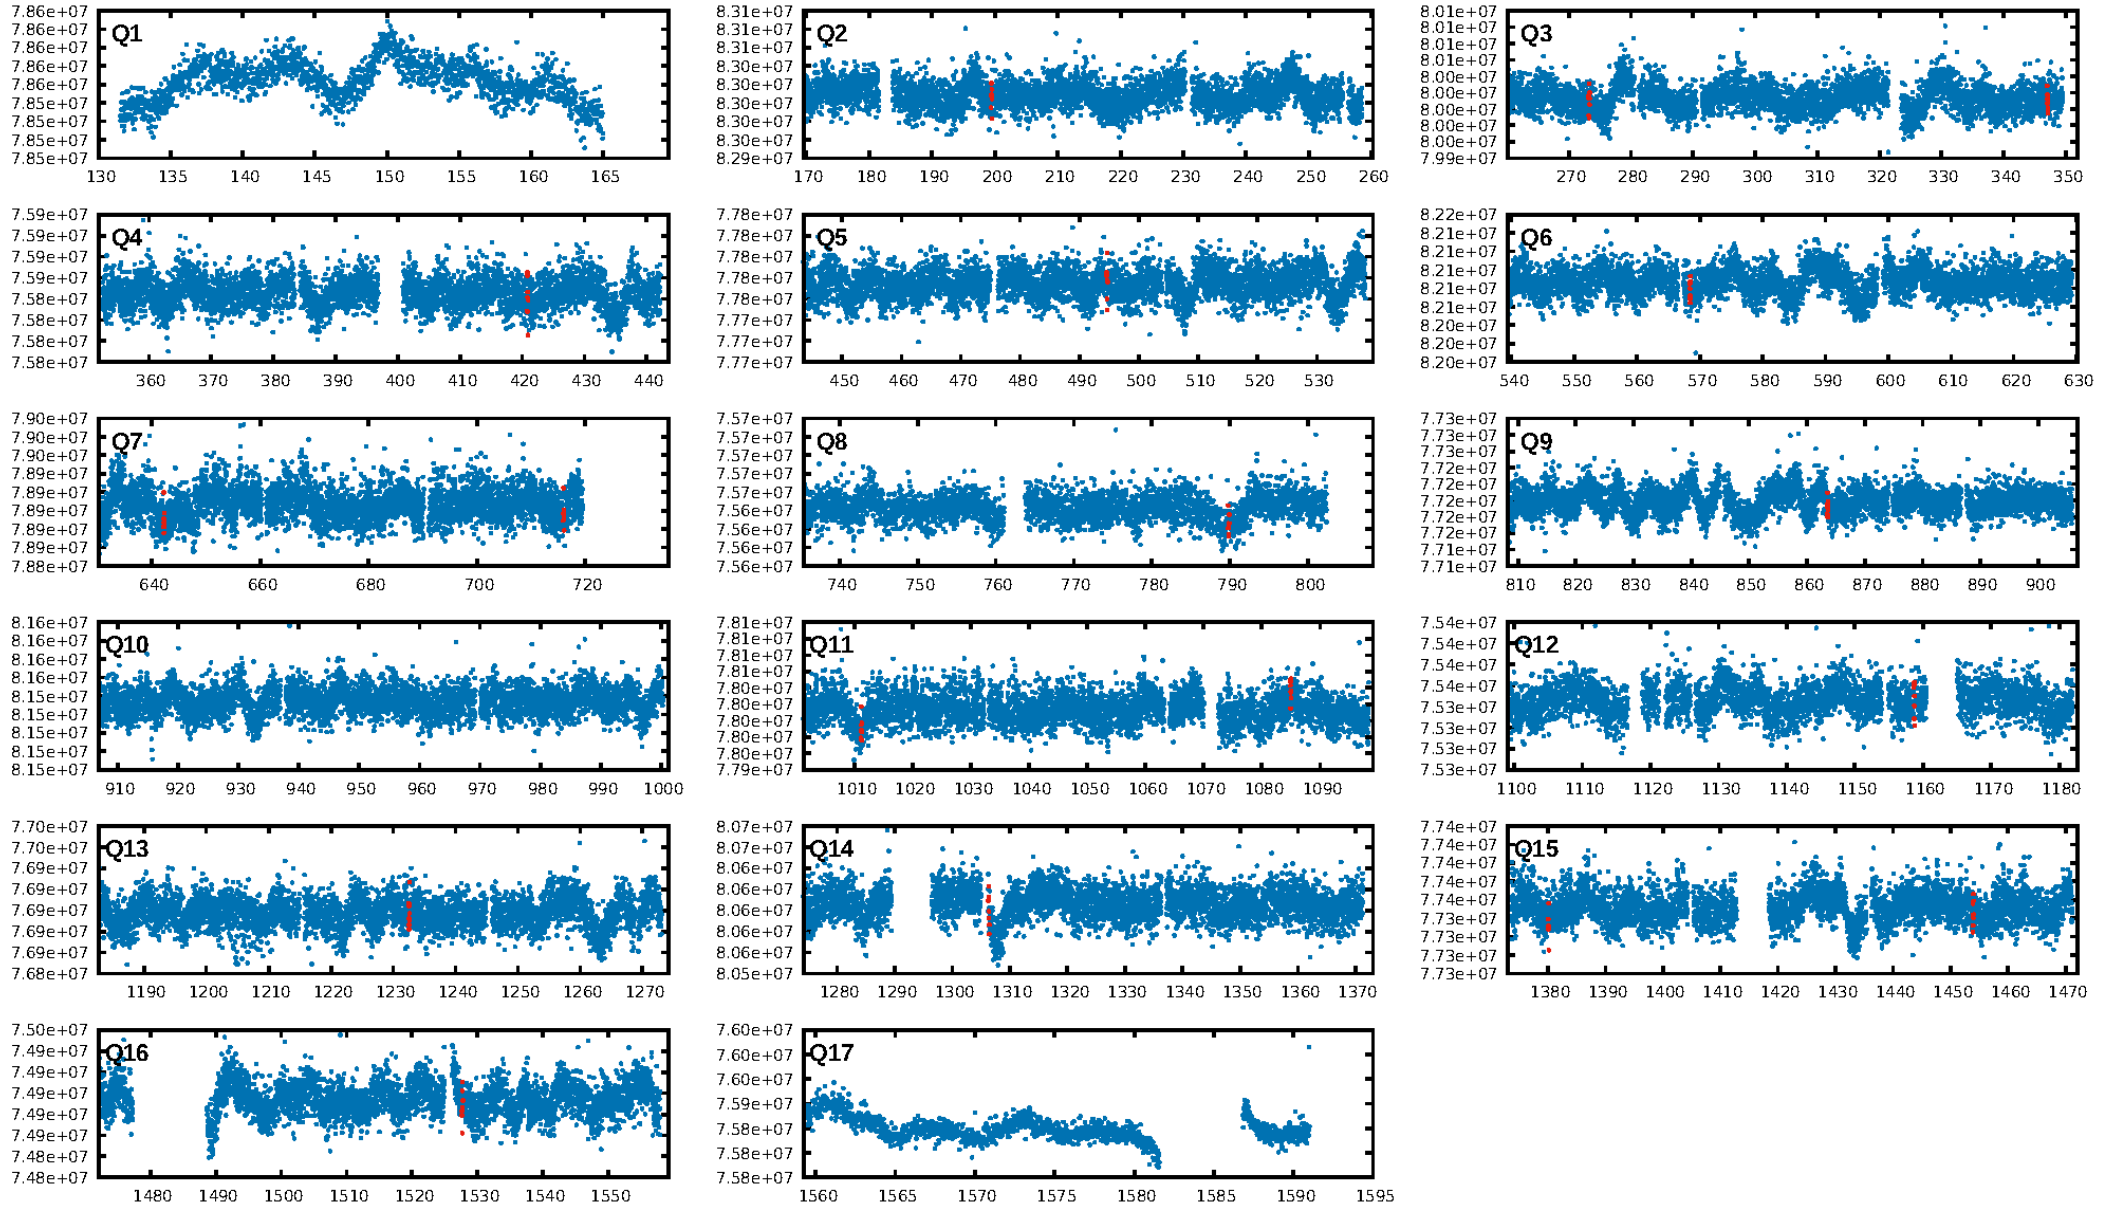 7.86e+07
7.86e+07
7.86e+07
7.86e+07
7.86e+07
7.85e+07
7.85e+07
7.85e+07
7.85e+07
Q1
130 135 140 145 150 155 160 165
8.31e+07
8.31e+07
8.31e+07
8.30e+07
8.30e+07
8.30e+07
8.30e+07
8.30e+07
8.29e+07
Q2
170 180 190 200 210 220 230 240 250 260
8.01e+07
8.01e+07
8.01e+07
8.01e+07
8.00e+07
8.00e+07
8.00e+07
8.00e+07
8.00e+07
7.99e+07
Q3
270 280 290 300 310 320 330 340 350
7.59e+07
7.59e+07
7.59e+07
7.59e+07
7.58e+07
7.58e+07
7.58e+07
7.58e+07
Q4
360 370 380 390 400 410 420 430 440
7.78e+07
7.78e+07
7.78e+07
7.78e+07
7.78e+07
7.77e+07
7.77e+07
7.77e+07
Q5
450 460 470 480 490 500 510 520 530
8.22e+07
8.21e+07
8.21e+07
8.21e+07
8.21e+07
8.21e+07
8.20e+07
8.20e+07
8.20e+07
Q6
540 550 560 570 580 590 600 610 620 630
7.90e+07
7.90e+07
7.90e+07
7.89e+07
7.89e+07
7.89e+07
7.89e+07
7.89e+07
7.88e+07
Q7
640 660 680 700 720
7.57e+07
7.57e+07
7.57e+07
7.57e+07
7.57e+07
7.56e+07
7.56e+07
7.56e+07
7.56e+07
Q8
740 750 760 770 780 790 800
7.73e+07
7.73e+07
7.73e+07
7.72e+07
7.72e+07
7.72e+07
7.72e+07
7.72e+07
7.71e+07
7.71e+07
Q9
810 820 830 840 850 860 870 880 890 900
8.16e+07
8.16e+07
8.16e+07
8.16e+07
8.15e+07
8.15e+07
8.15e+07
8.15e+07
8.15e+07
Q10
910 920 930 940 950 960 970 980 990 1000
7.81e+07
7.81e+07
7.81e+07
7.81e+07
7.80e+07
7.80e+07
7.80e+07
7.80e+07
7.80e+07
7.79e+07
Q11
1010 1020 1030 1040 1050 1060 1070 1080 1090
7.54e+07
7.54e+07
7.54e+07
7.54e+07
7.53e+07
7.53e+07
7.53e+07
7.53e+07
Q12
1100 1110 1120 1130 1140 1150 1160 1170 1180
7.70e+07
7.70e+07
7.69e+07
7.69e+07
7.69e+07
7.69e+07
7.69e+07
7.68e+07
Q13
1190 1200 1210 1220 1230 1240 1250 1260 1270
8.07e+07
8.07e+07
8.06e+07
8.06e+07
8.06e+07
8.06e+07
8.06e+07
8.05e+07
Q14
1280 1290 1300 1310 1320 1330 1340 1350 1360 1370
7.74e+07
7.74e+07
7.74e+07
7.74e+07
7.74e+07
7.73e+07
7.73e+07
7.73e+07
7.73e+07
Q15
1380 1390 1400 1410 1420 1430 1440 1450 1460 1470
7.50e+07
7.49e+07
7.49e+07
7.49e+07
7.49e+07
7.49e+07
7.48e+07
7.48e+07
Q16
1480 1490 1500 1510 1520 1530 1540 1550
7.60e+07
7.60e+07
7.60e+07
7.59e+07
7.58e+07
7.58e+07
7.58e+07
Q17
1560 1565 1570 1575 1580 1585 1590 1595